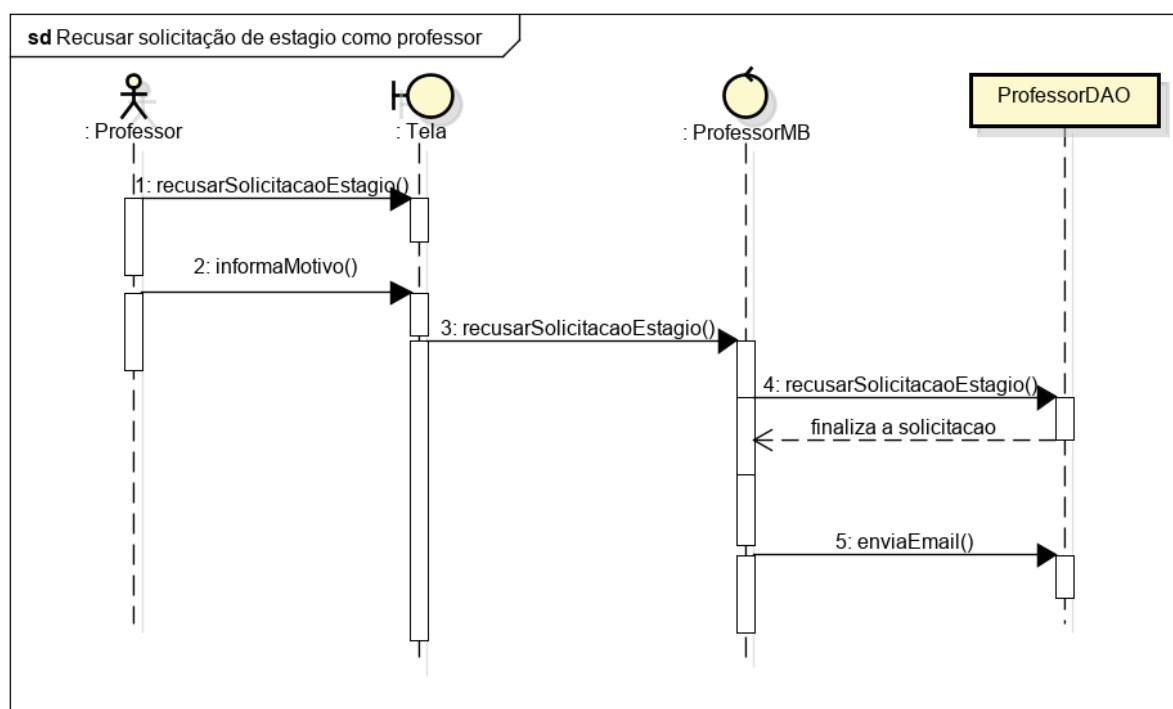 sd Recusar solicitação de estagio como professor
: Professor
: Tela
: ProfessorMB
ProfessorDAO
1: recusarSolicitacaoEstagio()
2: informaMotivo()
3: recusarSolicitacaoEstagio()
4: recusarSolicitacaoEstagio()
finaliza a solicitacao
5: enviaEmail()